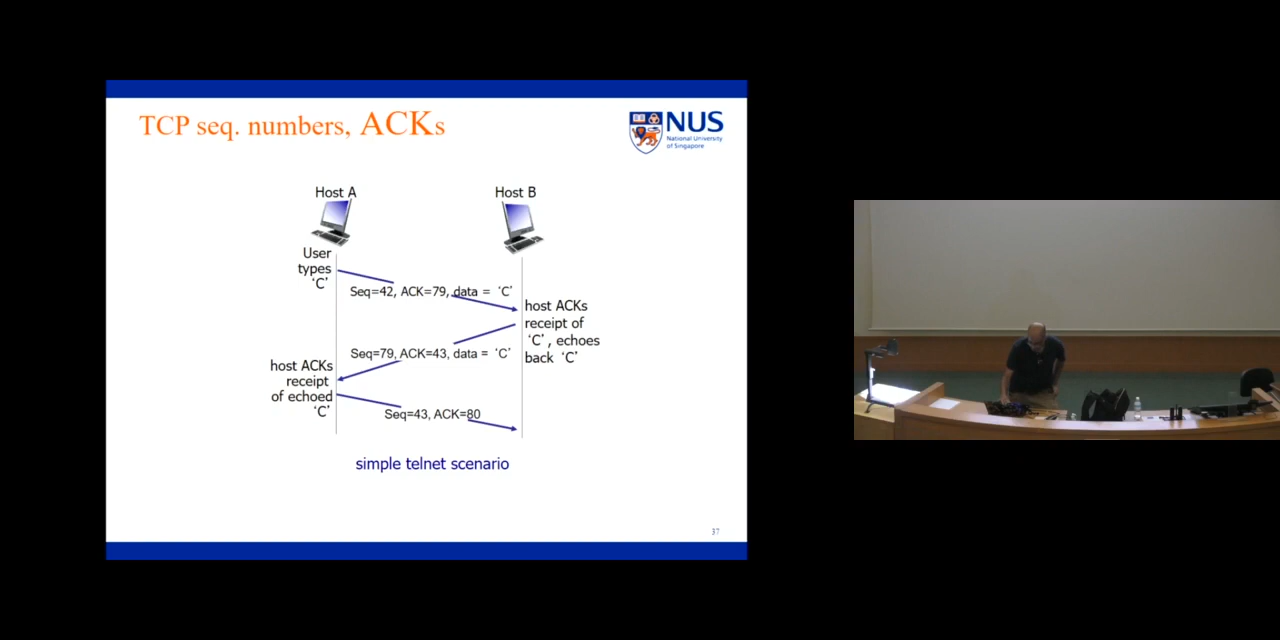 TCP seq. numbers, ACKs
NUS
National University
of Singapore
Host A
Host B
User
types
‘C’
Seq=42, ACK=79, data = ‘C’
host ACKs
receipt of
‘C’, echoes
back ‘C’
Seq=79, ACK=43, data = ‘C’
host ACKs
receipt
of echoed
‘C’
Seq=43, ACK=80
simple telnet scenario
37